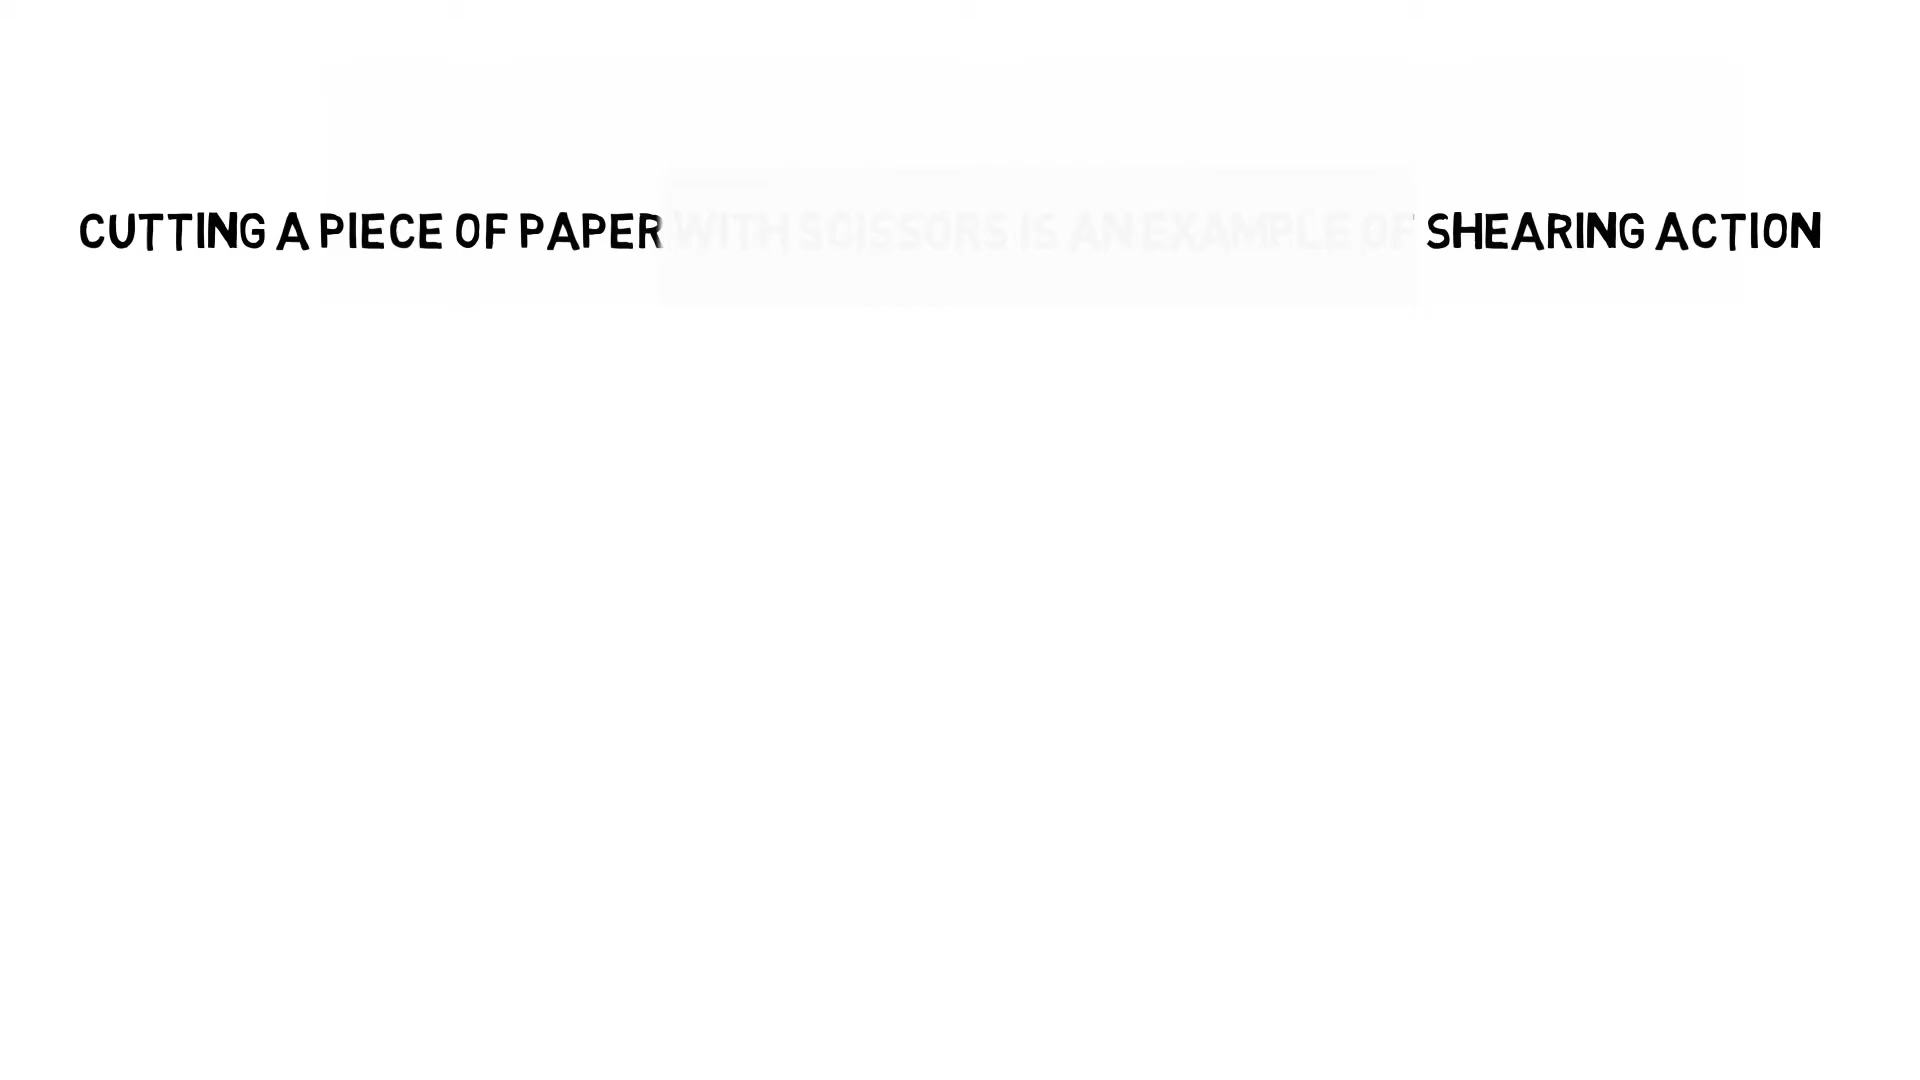 CUTTING A PIECE OF PAPER WITH SCISSORS IS AN EXAMPLE OF SHEARING ACTION